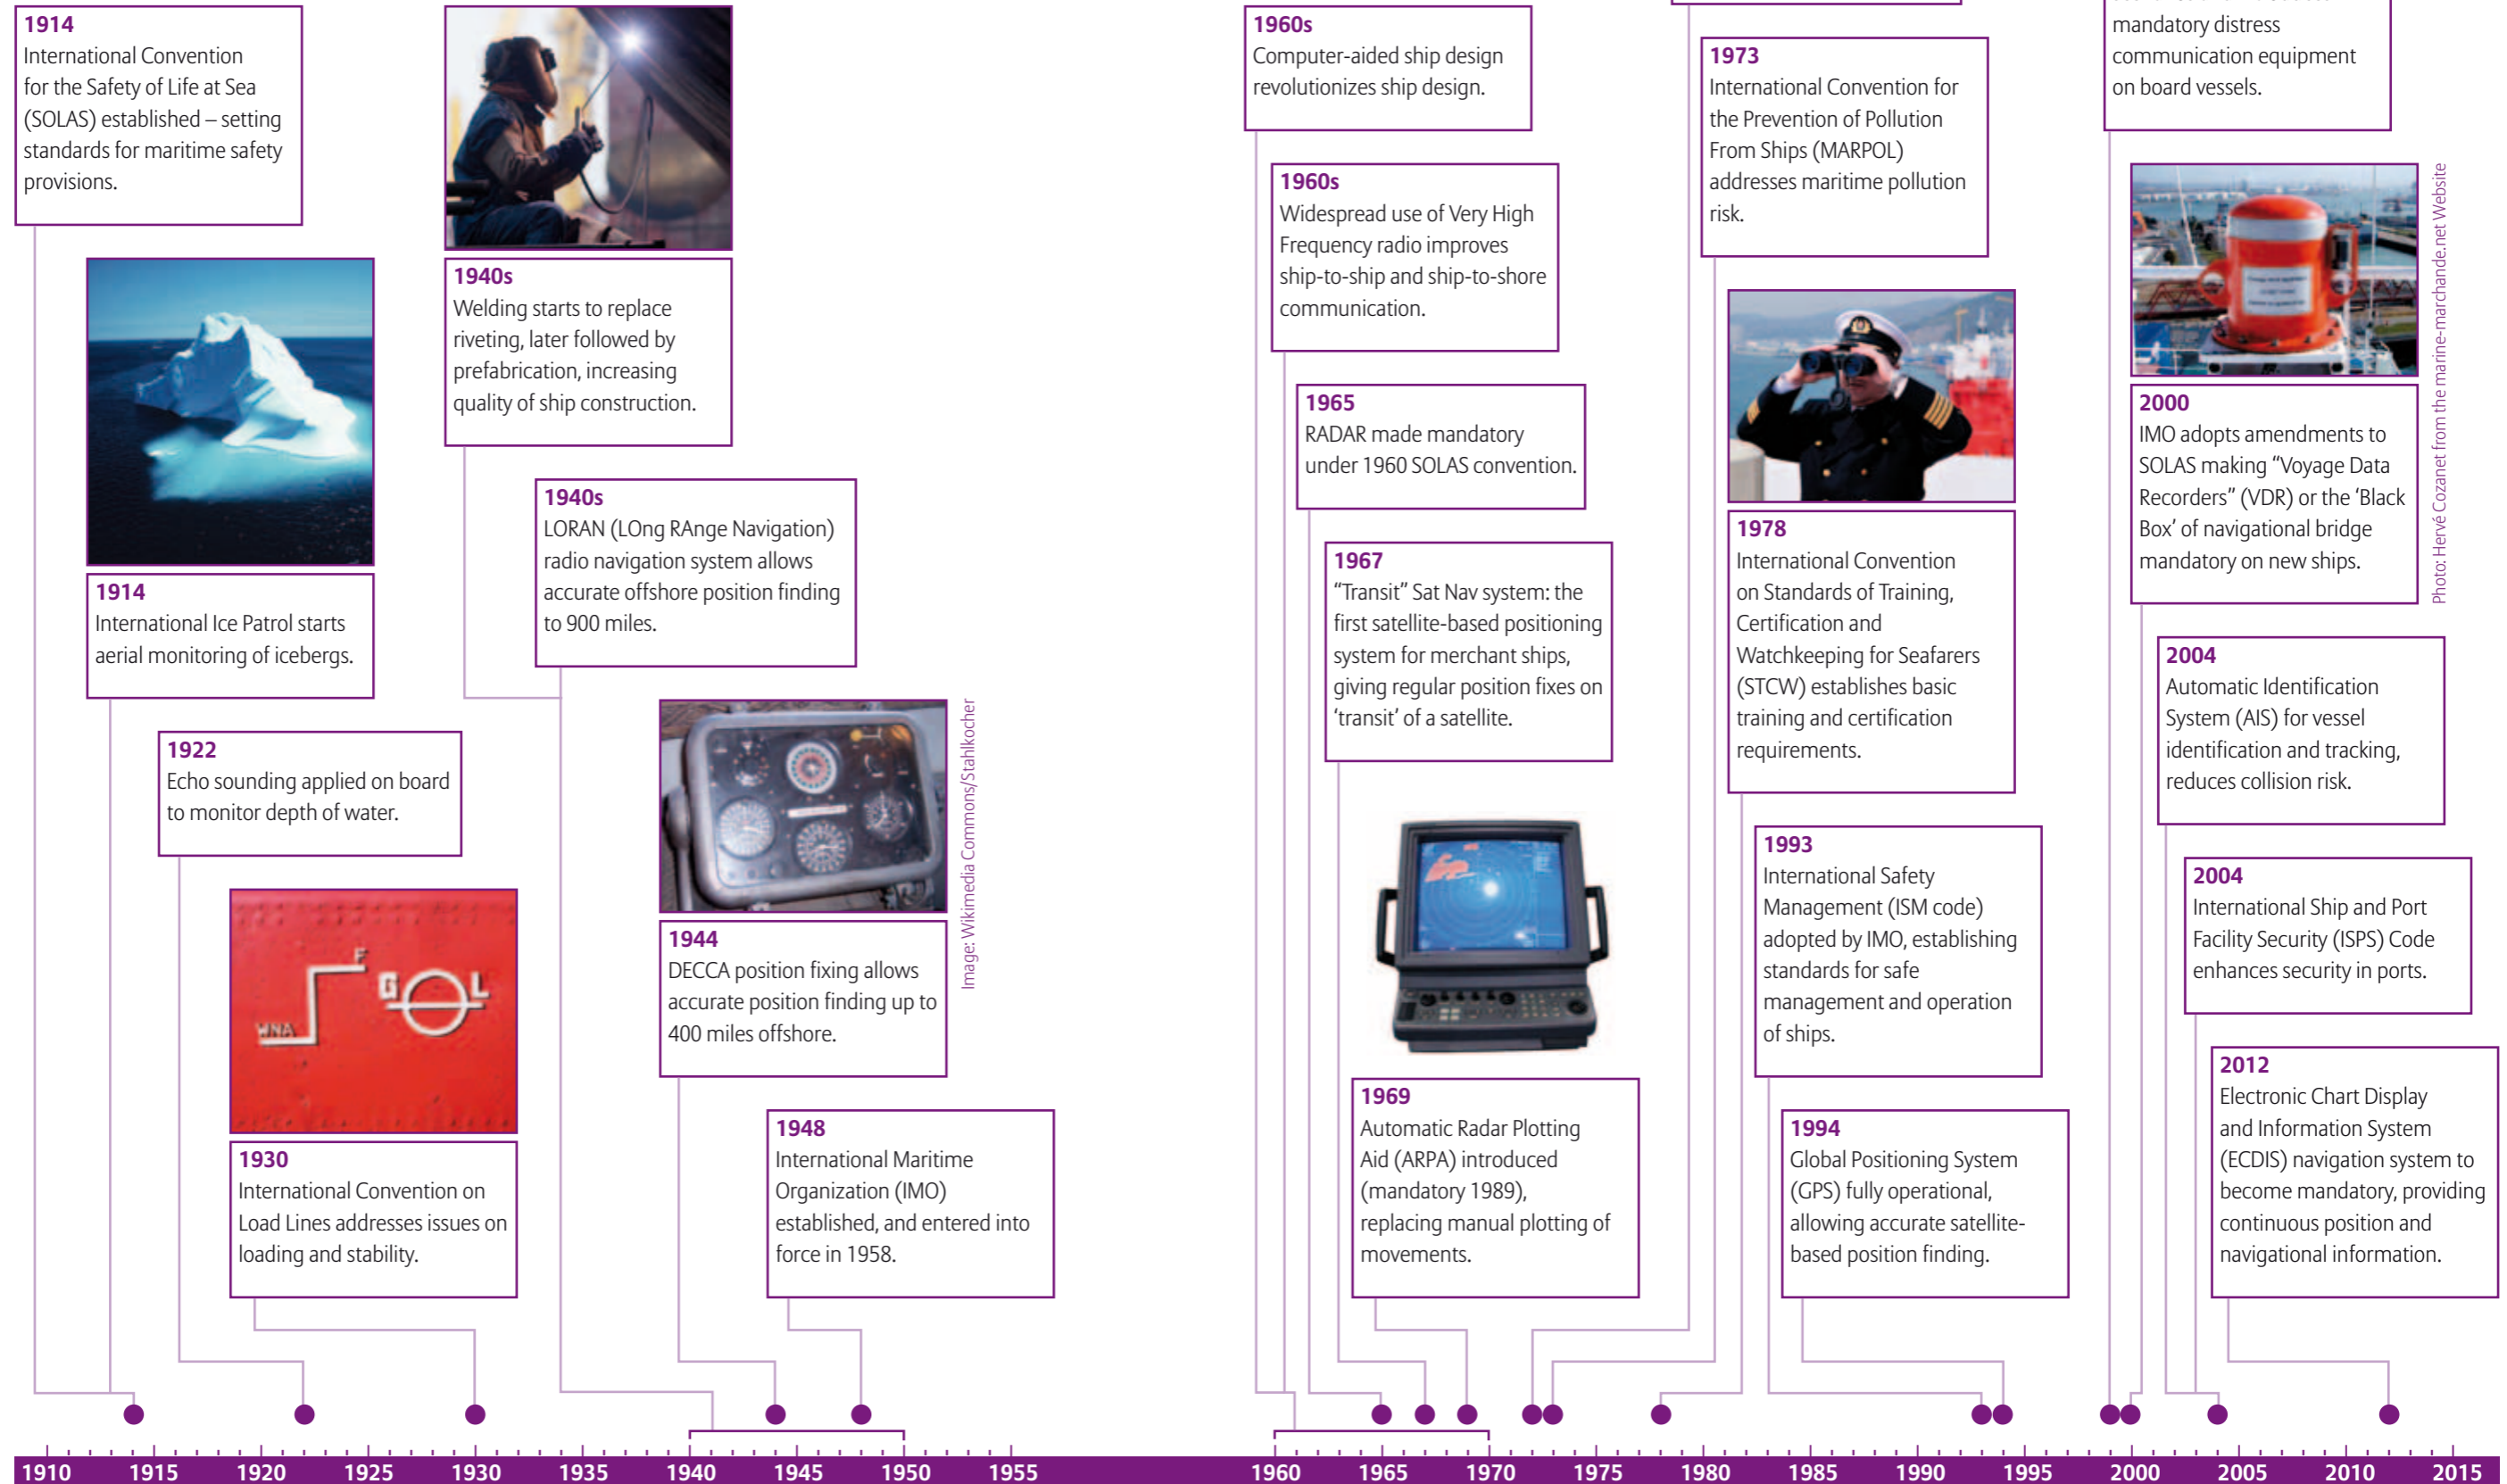 1914
International Convention
for the Safety of Life at Sea
(SOLAS) established – setting
standards for maritime safety
provisions.
1914
International Ice Patrol starts
aerial monitoring of icebergs.
1922
Echo sounding applied on board
to monitor depth of water.
WNA
F
G
L
1930
International Convention on
Load Lines addresses issues on
loading and stability.
1940s
Welding starts to replace
riveting, later followed by
prefabrication, increasing
quality of ship construction.
1940s
LORAN (LOng RAnge Navigation)
radio navigation system allows
accurate offshore position finding
to 900 miles.
Image: Wikimedia Commons/Stahlkocher
1944
DECCA position fixing allows
accurate position finding up to
400 miles offshore.
1948
International Maritime
Organization (IMO)
established, and entered into
force in 1958.
1960s
Computer-aided ship design
revolutionizes ship design.
1960s
Widespread use of Very High
Frequency radio improves
ship-to-ship and ship-to-shore
communication.
1965
RADAR made mandatory
under 1960 SOLAS convention.
1967
“Transit” Sat Nav system: the
first satellite-based positioning
system for merchant ships,
giving regular position fixes on
‘transit’ of a satellite.
1969
Automatic Radar Plotting
Aid (ARPA) introduced
(mandatory 1989),
replacing manual plotting of
movements.
1973
International Convention for
the Prevention of Pollution
From Ships (MARPOL)
addresses maritime pollution
risk.
1978
International Convention
on Standards of Training,
Certification and
Watchkeeping for Seafarers
(STCW) establishes basic
training and certification
requirements.
1993
International Safety
Management (ISM code)
adopted by IMO, establishing
standards for safe
management and operation
of ships.
1994
Global Positioning System
(GPS) fully operational,
allowing accurate satellite-
based position finding.
mandatory distress
communication equipment
on board vessels.
Photo: Hervé Cozanet from the marine-marchande.net Website
2000
IMO adopts amendments to
SOLAS making “Voyage Data
Recorders” (VDR) or the ‘Black
Box’ of navigational bridge
mandatory on new ships.
2004
Automatic Identification
System (AIS) for vessel
identification and tracking,
reduces collision risk.
2004
International Ship and Port
Facility Security (ISPS) Code
enhances security in ports.
2012
Electronic Chart Display
and Information System
(ECDIS) navigation system to
become mandatory, providing
continuous position and
navigational information.
1910 1915 1920 1925 1930 1935 1940 1945 1950 1955 1960 1965 1970 1975 1980 1985 1990 1995 2000 2005 2010 2015